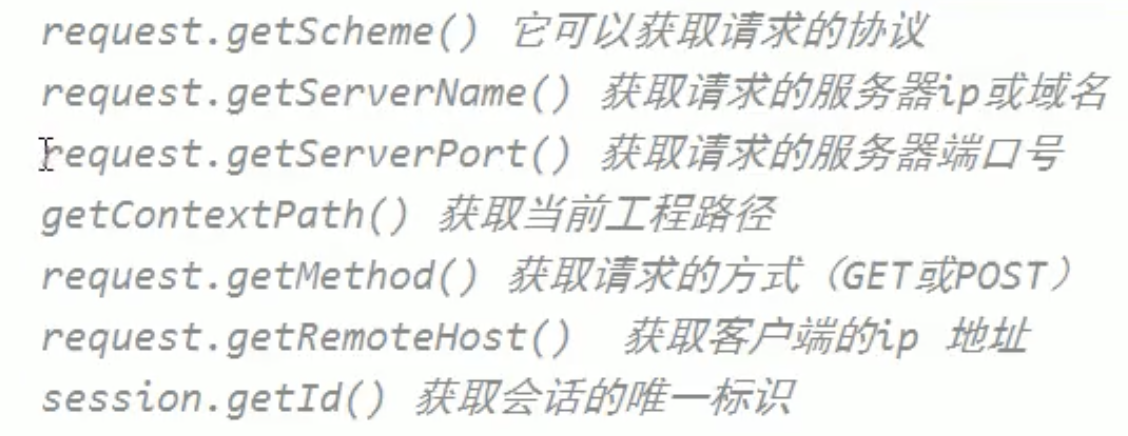 request.getScheme() 它可以获取请求的协议
request.getServerName() 获取请求的服务器ip或域名
request.getServerPort() 获取请求的服务器端口号
getContextPath() 获取当前工程路径
request.getMethod() 获取请求的方式（GET或POST）
request.getRemoteHost()  获取客户端的ip 地址
session.getId() 获取会话的唯一标识